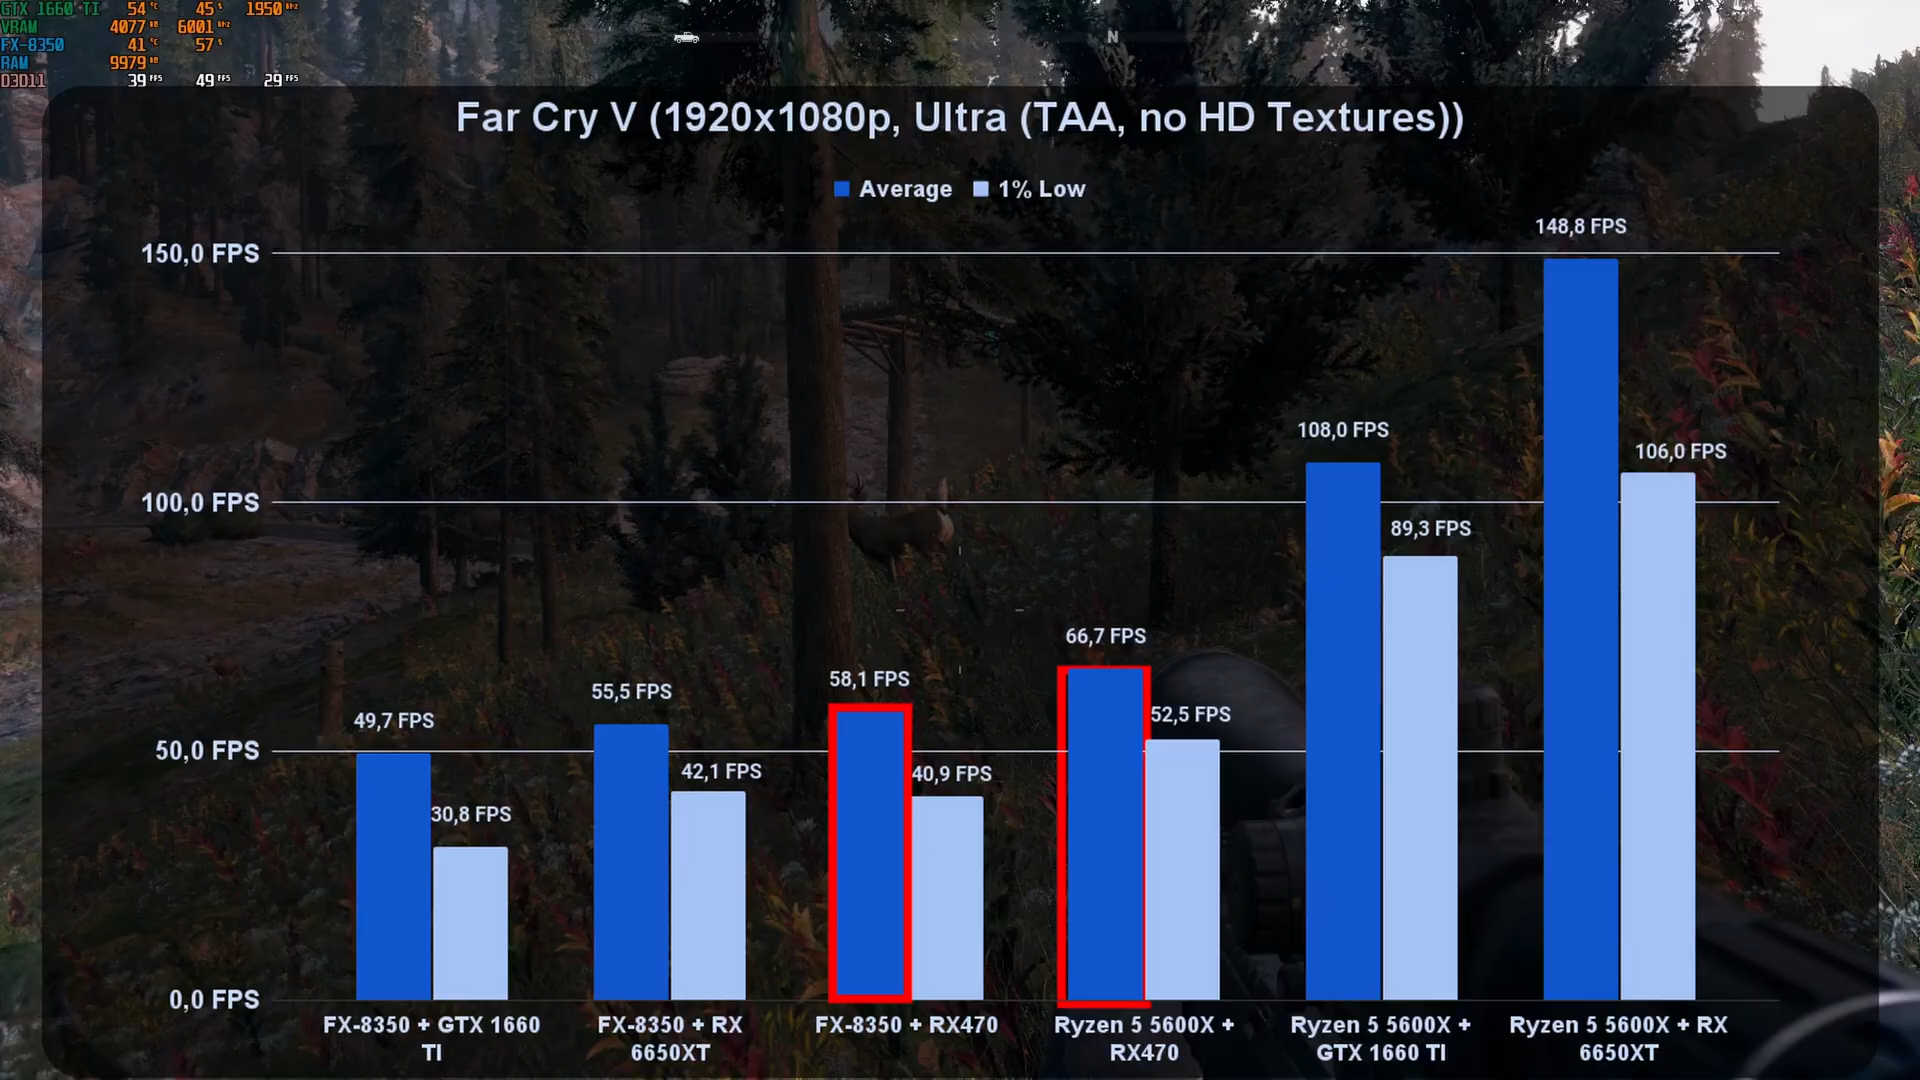 GTX 1660 TI 54 °C 45 % 1950 MHz
VRAM 4077 MB 6001 MHz
FX-8350 41 °C 57 %
RAM 9979 MB
D3D11 39 FPS 49 FPS 29 FPS
N
Far Cry V (1920x1080p, Ultra (TAA, no HD Textures))
Average 1% Low
148,8 FPS
150,0 FPS
108,0 FPS
106,0 FPS
100,0 FPS
89,3 FPS
66,7 FPS
58,1 FPS
55,5 FPS
52,5 FPS
49,7 FPS
50,0 FPS
42,1 FPS
40,9 FPS
30,8 FPS
0,0 FPS
FX-8350 + GTX 1660
TI
FX-8350 + RX
6650XT
FX-8350 + RX470
Ryzen 5 5600X +
RX470
Ryzen 5 5600X +
GTX 1660 TI
Ryzen 5 5600X + RX
6650XT